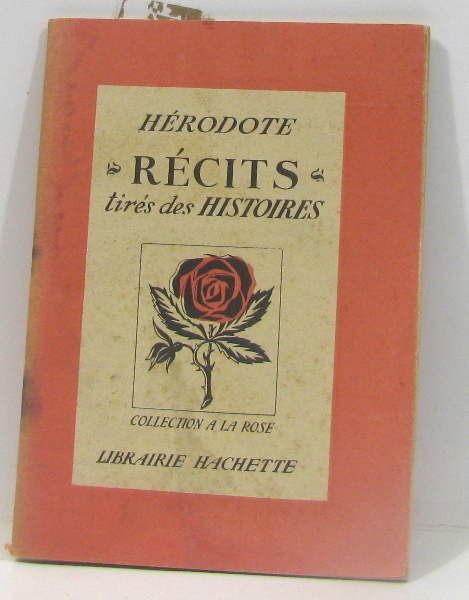 HÉRODOTE
RÉCITS
tirés des HISTOIRES
COLLECTION A LA ROSE
LIBRAIRIE HACHETTE